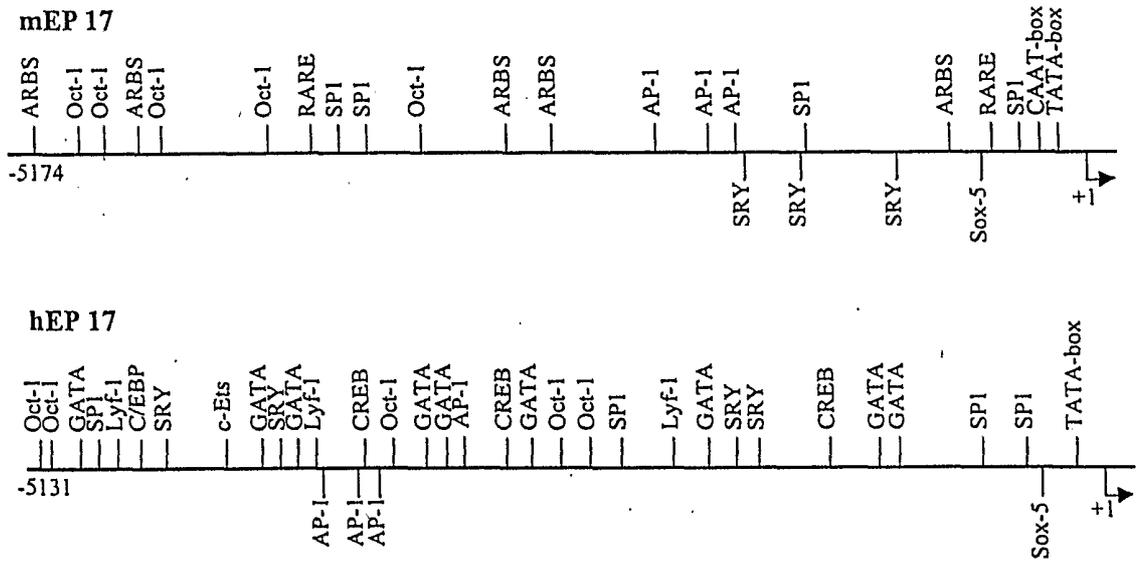 mEP 17
ARBS Oct-1 Oct-1 ARBS Oct-1 Oct-1 RARE SP1 SP1 Oct-1 ARBS ARBS AP-1 AP-1 AP-1 SP1 ARBS RARE SP1 CAAT-box TATA-box
-5174
SRY SRY SRY Sox-5 +1
hEP 17
Oct-1 Oct-1 GATA SP1 Lyf-1 C/EBP SRY c-Ets GATA SRY GATA Lyf-1 CREB Oct-1 GATA GATA AP-1 CREB GATA Oct-1 Oct-1 SP1 Lyf-1 GATA SRY SRY CREB GATA GATA SP1 SP1 TATA-box
-5131
AP-1 AP-1 AP-1 Sox-5 +1